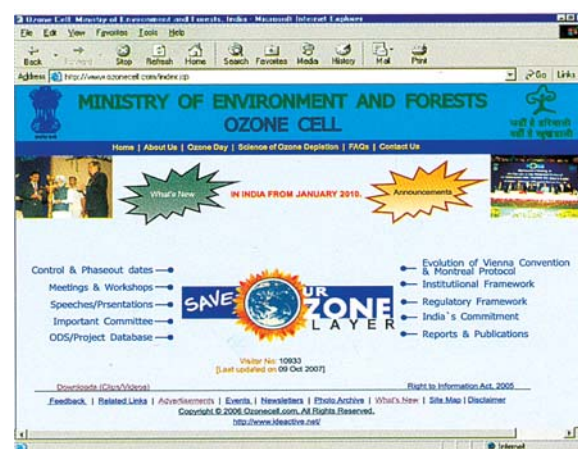 Ozone Cell: Ministry of Environment and Forests, India - Microsoft Internet Explorer
File Edit View Favorites Tools Help
Back Forward Stop Refresh Home Search Favorites Media History Mail Print
Address http://www.ozonecell.com/index.jsp Go Links
MINISTRY OF ENVIRONMENT AND FORESTS
OZONE CELL
जहाँ है हरियाली
वहाँ है खुशहाली
Home | About Us | Ozone Day | Science of Ozone Depletion | FAQs | Contact Us
What's New
IN INDIA FROM JANUARY 2010.
Announcements
Control & Phaseout dates
Meetings & Workshops
Speeches/Prsentations
Important Committee
ODS/Project Database
SAVE OUR
OZONE
LAYER
Evolution of Vienna Convention
& Montreal Protocol
Institutional Framework
Regulatory Framework
India`s Commitment
Reports & Publications
Visitor No: 10933
[Last updated on 09 Oct 2007]
Downloads (Clips/Videos)
Right to Information Act, 2005
Feedback | Related Links | Advertisements | Events | Newsletters | Photo Archive | What's New | Site Map | Disclaimer
Copyright © 2006 Ozonecell.com, All Rights Reserved.
http://www.ideactive.net/
Internet